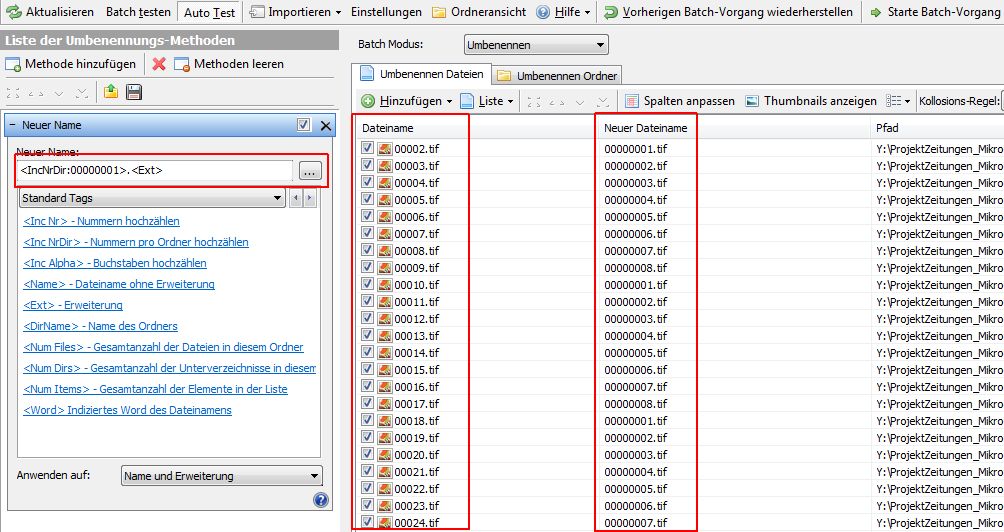 Aktualisieren Batch testen Auto Test Importieren Einstellungen Ordneransicht Hilfe Vorherigen Batch-Vorgang wiederherstellen Starte Batch-Vorgang
Liste der Umbenennungs-Methoden
Methode hinzufügen Methoden leeren
Neuer Name
Neuer Name:
<IncNrDir:00000001>.<Ext> ...
Standard Tags
<Inc Nr> - Nummern hochzählen
<Inc NrDir> - Nummern pro Ordner hochzählen
<Inc Alpha> - Buchstaben hochzählen
<Name> - Dateiname ohne Erweiterung
<Ext> - Erweiterung
<DirName> - Name des Ordners
<Num Files> - Gesamtanzahl der Dateien in diesem Ordner
<Num Dirs> - Gesamtanzahl der Unterverzeichnisse in diesem
<Num Items> - Gesamtanzahl der Elemente in der Liste
<Word> Indiziertes Word des Dateinamens
Anwenden auf: Name und Erweiterung
Batch Modus: Umbenennen
Umbenennen Dateien Umbenennen Ordner
Hinzufügen Liste Spalten anpassen Thumbnails anzeigen Kollosions-Regel:
Dateiname Neuer Dateiname Pfad
00002.tif 00000001.tif Y:\ProjektZeitungen_Mikro
00003.tif 00000002.tif Y:\ProjektZeitungen_Mikro
00004.tif 00000003.tif Y:\ProjektZeitungen_Mikro
00005.tif 00000004.tif Y:\ProjektZeitungen_Mikro
00006.tif 00000005.tif Y:\ProjektZeitungen_Mikro
00007.tif 00000006.tif Y:\ProjektZeitungen_Mikro
00008.tif 00000007.tif Y:\ProjektZeitungen_Mikro
00009.tif 00000008.tif Y:\ProjektZeitungen_Mikro
00010.tif 00000001.tif Y:\ProjektZeitungen_Mikro
00011.tif 00000002.tif Y:\ProjektZeitungen_Mikro
00012.tif 00000003.tif Y:\ProjektZeitungen_Mikro
00013.tif 00000004.tif Y:\ProjektZeitungen_Mikro
00014.tif 00000005.tif Y:\ProjektZeitungen_Mikro
00015.tif 00000006.tif Y:\ProjektZeitungen_Mikro
00016.tif 00000007.tif Y:\ProjektZeitungen_Mikro
00017.tif 00000008.tif Y:\ProjektZeitungen_Mikro
00018.tif 00000001.tif Y:\ProjektZeitungen_Mikro
00019.tif 00000002.tif Y:\ProjektZeitungen_Mikro
00020.tif 00000003.tif Y:\ProjektZeitungen_Mikro
00021.tif 00000004.tif Y:\ProjektZeitungen_Mikro
00022.tif 00000005.tif Y:\ProjektZeitungen_Mikro
00023.tif 00000006.tif Y:\ProjektZeitungen_Mikro
00024.tif 00000007.tif Y:\ProjektZeitungen_Mikro